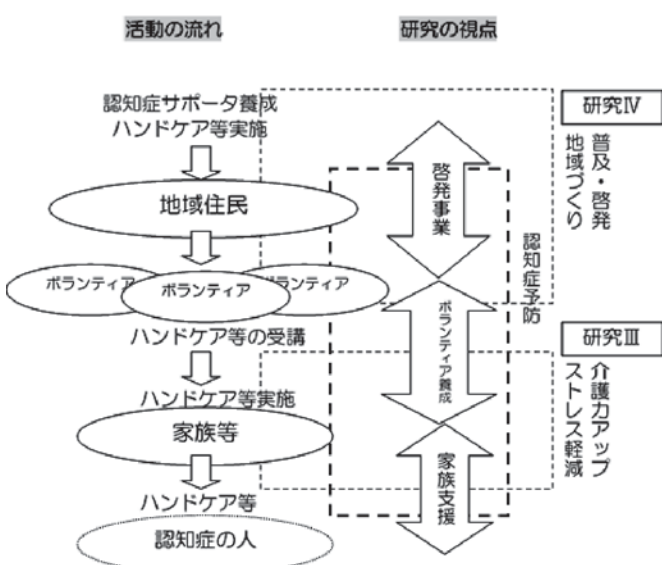 活動の流れ
研究の視点
認知症サポータ養成
ハンドケア等実施
地域住民
ボランティア
ボランティア
ボランティア
ハンドケア等の受講
ハンドケア等実施
家族等
ハンドケア等
認知症の人
啓発事業
ボランティア養成
家族支援
認知症予防
研究Ⅳ
普及・啓発
地域づくり
研究Ⅲ
介護力アップ
ストレス軽減